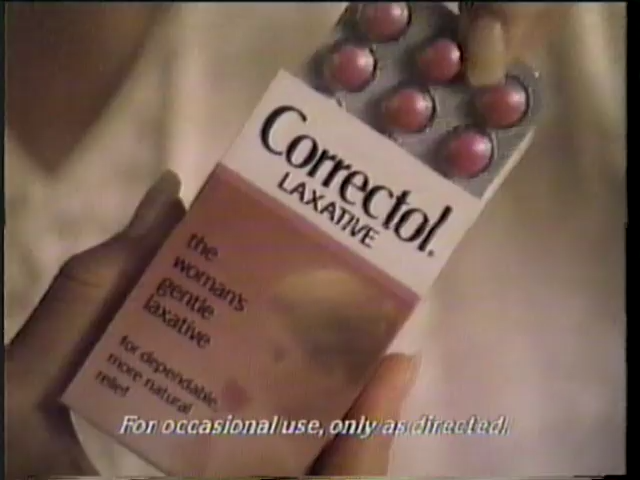 Correctol.
LAXATIVE
the
woman's
gentle
laxative
for dependable,
more natural
relief
For occasional use, only as directed.